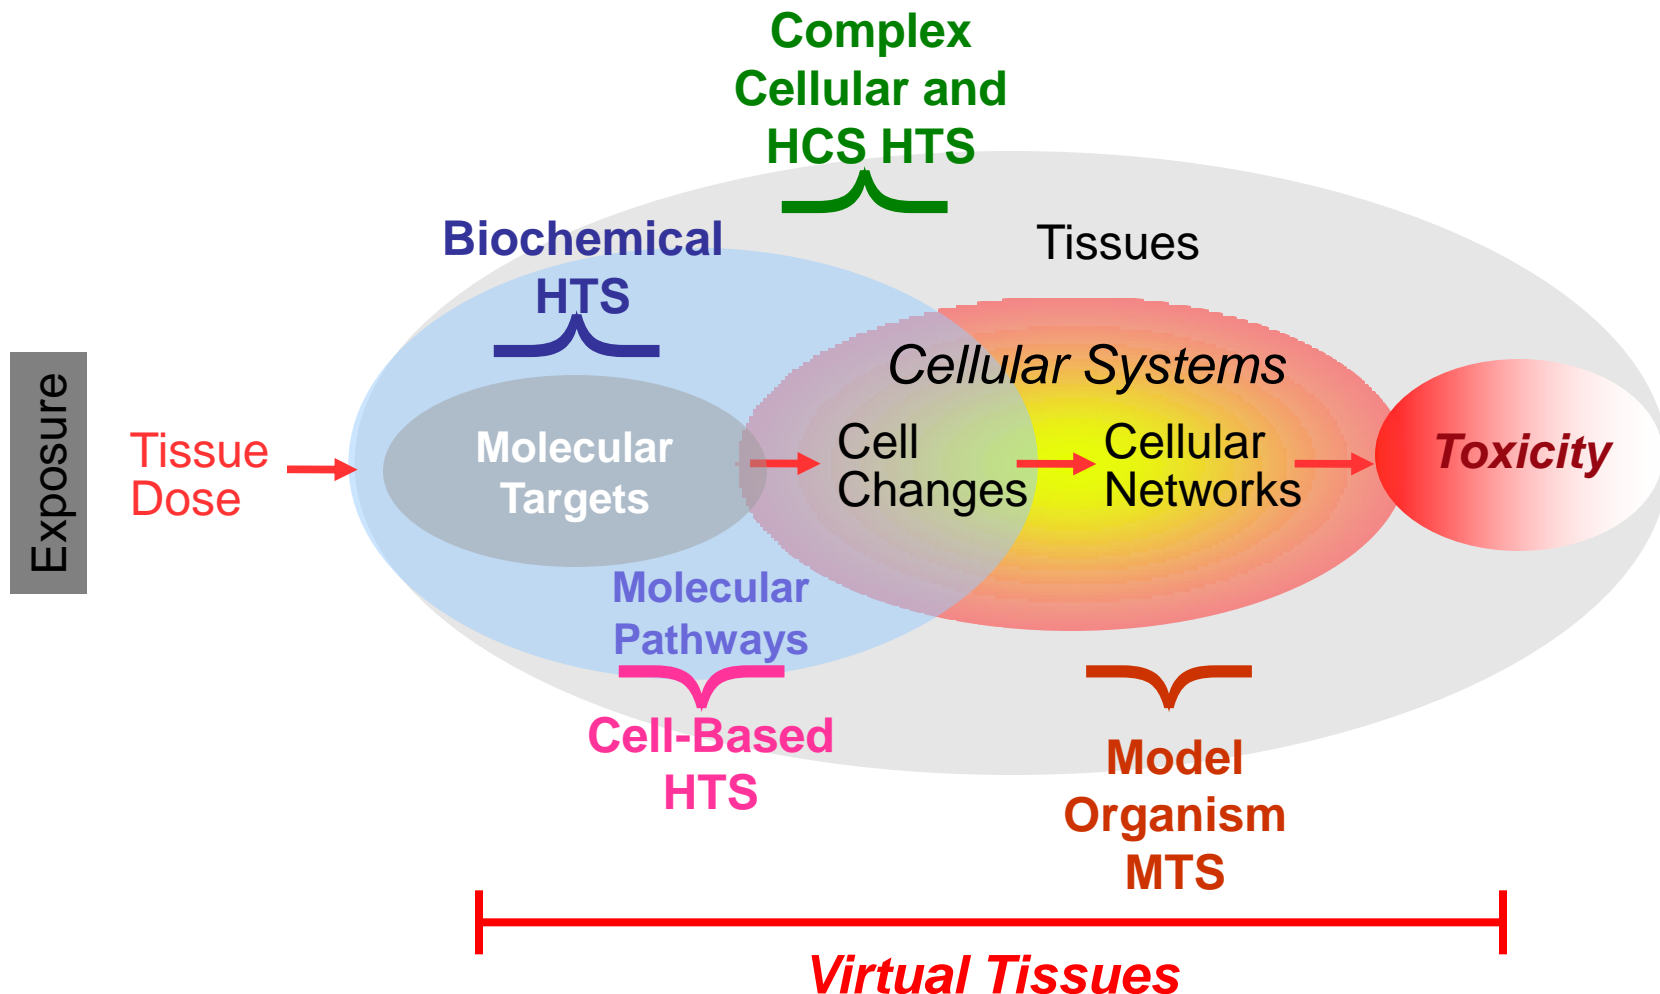 Complex
Cellular and
HCS HTS
Biochemical
HTS
Tissues
Cellular Systems
Exposure
Tissue
Dose
Molecular
Targets
Cell
Changes
Cellular
Networks
Toxicity
Molecular
Pathways
Cell-Based
HTS
Model
Organism
MTS
Virtual Tissues